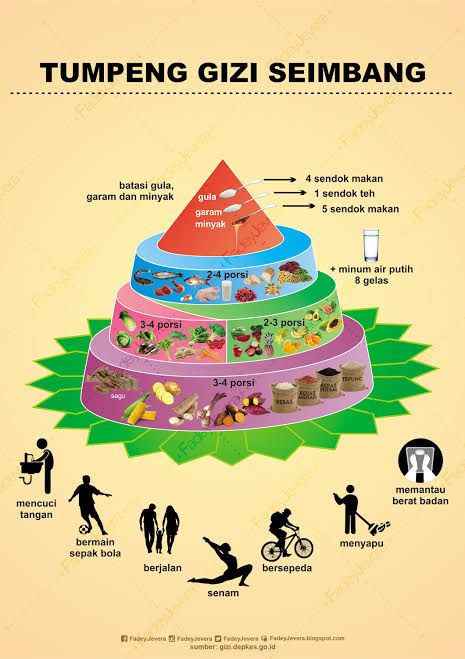 TUMPENG GIZI SEIMBANG
batasi gula,
garam dan minyak
gula
garam
minyak
4 sendok makan
1 sendok teh
5 sendok makan
2-4 porsi
+ minum air putih
8 gelas
3-4 porsi
2-3 porsi
3-4 porsi
sagu
BERAS
BERAS
MERAH
BERAS
HITAM
TEPUNG
mencuci
tangan
bermain
sepak bola
berjalan
senam
bersepeda
menyapu
memantau
berat badan
FadeyJevera FadeyJevera FadeyJevera FadeyJevera.blogspot.com
sumber: gizi.depkes.go.id
FadeyJevera